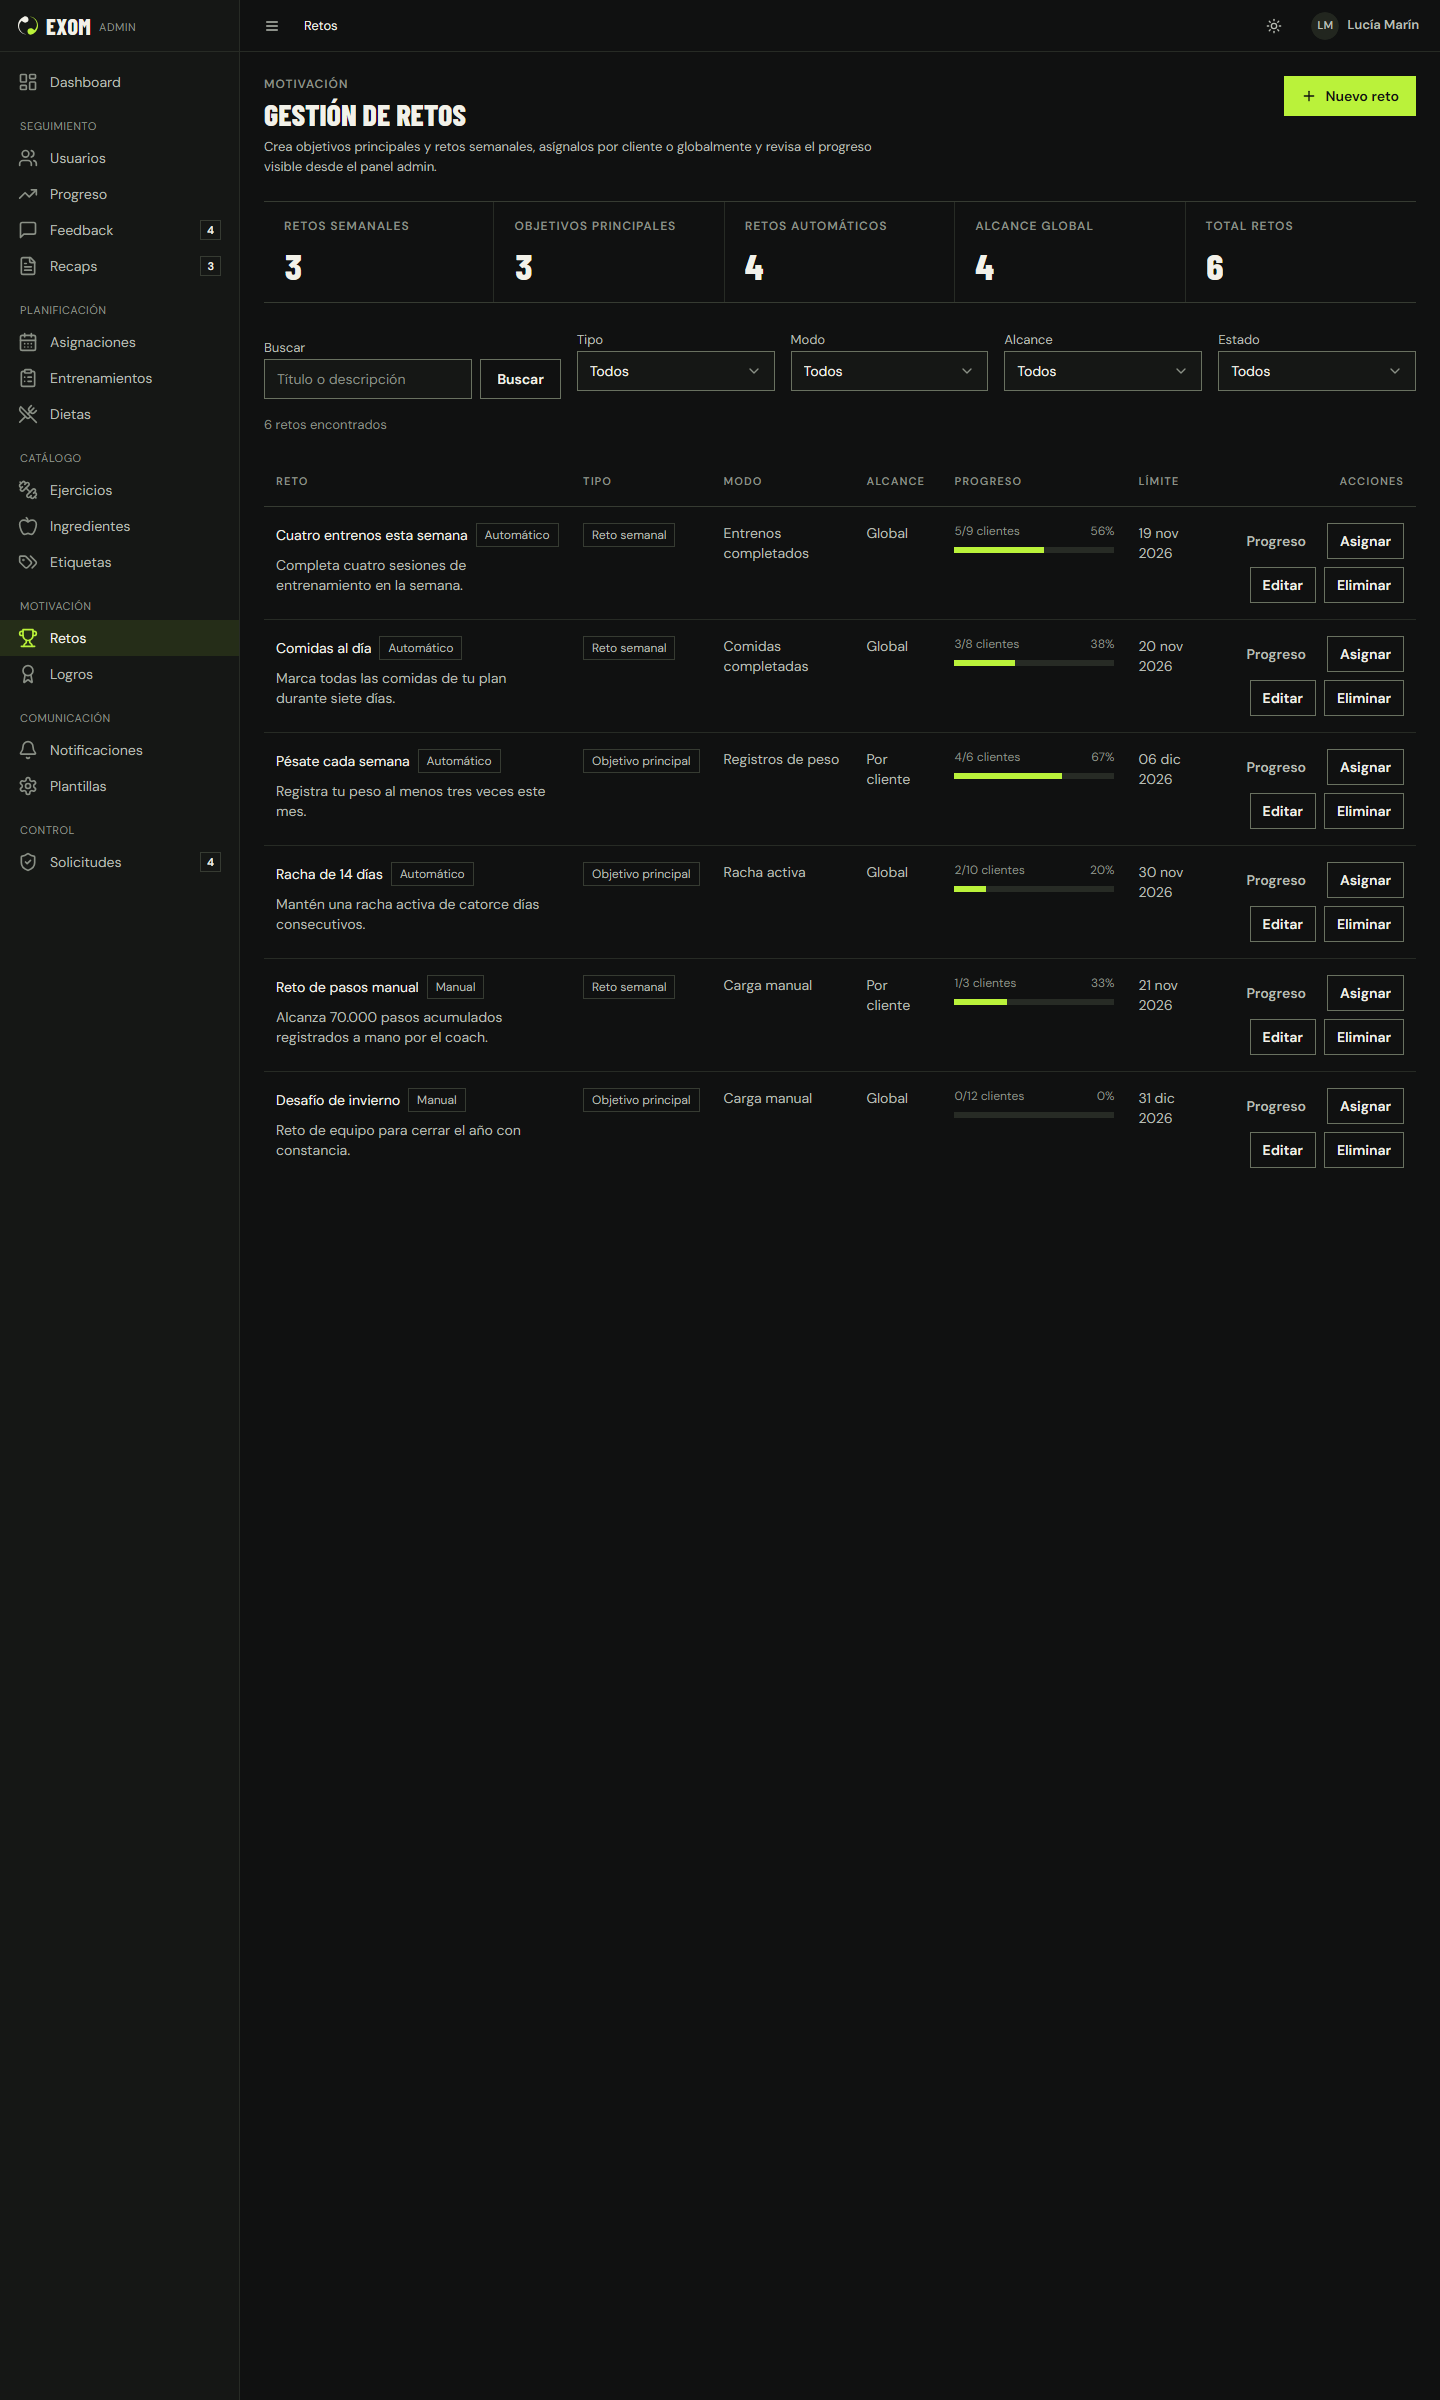 EXOM ADMIN
Retos
LM Lucía Marín
Dashboard
SEGUIMIENTO
Usuarios
Progreso
Feedback 4
Recaps 3
PLANIFICACIÓN
Asignaciones
Entrenamientos
Dietas
CATÁLOGO
Ejercicios
Ingredientes
Etiquetas
MOTIVACIÓN
Retos
Logros
COMUNICACIÓN
Notificaciones
Plantillas
CONTROL
Solicitudes 4
MOTIVACIÓN
GESTIÓN DE RETOS
Crea objetivos principales y retos semanales, asígnalos por cliente o globalmente y revisa el progreso
visible desde el panel admin.
Nuevo reto
RETOS SEMANALES
3
OBJETIVOS PRINCIPALES
3
RETOS AUTOMÁTICOS
4
ALCANCE GLOBAL
4
TOTAL RETOS
6
Buscar
Título o descripción
Buscar
Tipo
Todos
Modo
Todos
Alcance
Todos
Estado
Todos
6 retos encontrados
RETO TIPO MODO ALCANCE PROGRESO LÍMITE ACCIONES
Cuatro entrenos esta semana Automático
Completa cuatro sesiones de
entrenamiento en la semana.
Reto semanal
Entrenos
completados
Global
5/9 clientes 56%
19 nov
2026
Progreso Asignar
Editar Eliminar
Comidas al día Automático
Marca todas las comidas de tu plan
durante siete días.
Reto semanal
Comidas
completadas
Global
3/8 clientes 38%
20 nov
2026
Progreso Asignar
Editar Eliminar
Pésate cada semana Automático
Registra tu peso al menos tres veces este
mes.
Objetivo principal
Registros de peso
Por
cliente
4/6 clientes 67%
06 dic
2026
Progreso Asignar
Editar Eliminar
Racha de 14 días Automático
Mantén una racha activa de catorce días
consecutivos.
Objetivo principal
Racha activa
Global
2/10 clientes 20%
30 nov
2026
Progreso Asignar
Editar Eliminar
Reto de pasos manual Manual
Alcanza 70.000 pasos acumulados
registrados a mano por el coach.
Reto semanal
Carga manual
Por
cliente
1/3 clientes 33%
21 nov
2026
Progreso Asignar
Editar Eliminar
Desafío de invierno Manual
Reto de equipo para cerrar el año con
constancia.
Objetivo principal
Carga manual
Global
0/12 clientes 0%
31 dic
2026
Progreso Asignar
Editar Eliminar